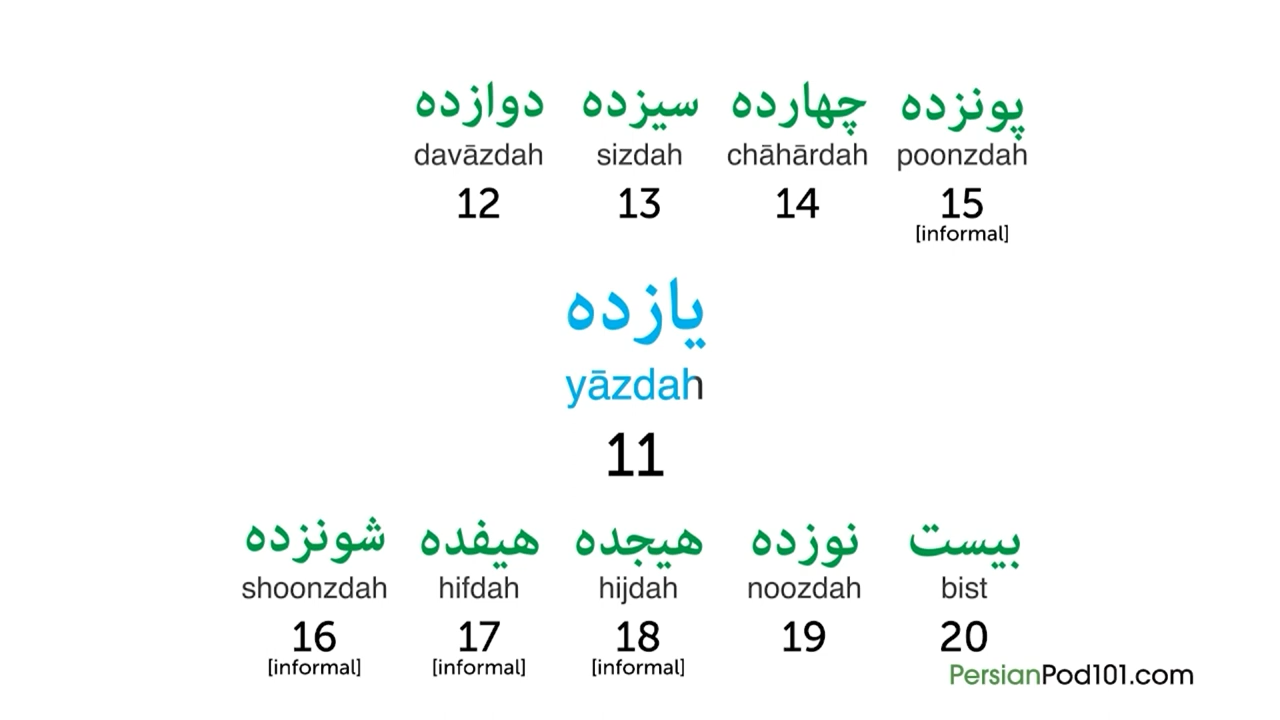 دوازده سیزده چهارده پونزده
davāzdah sizdah chāhārdah poonzdah
12 13 14 15
[informal]
یازده
yāzdah
11
شونزده هیفده هیجده نوزده بیست
shoonzdah hifdah hijdah noozdah bist
16 17 18 19 20
[informal] [informal] [informal]
PersianPod101.com